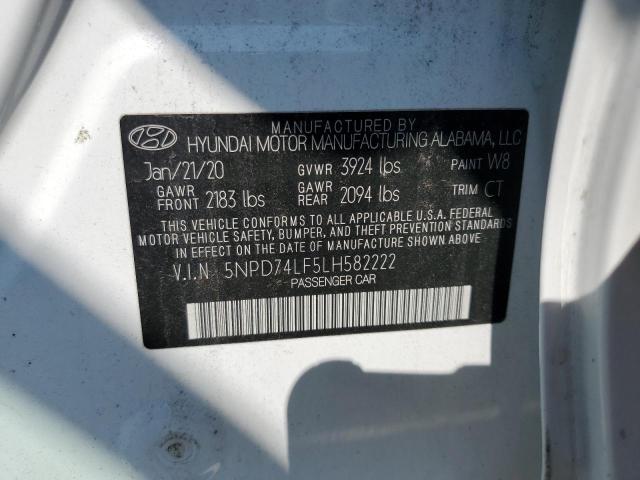 MANUFACTURED BY
HYUNDAI MOTOR MANUFACTURING ALABAMA, LLC
Jan/21/20 GVWR 3924 lbs PAINT W8
GAWR FRONT 2183 lbs GAWR REAR 2094 lbs TRIM CT
THIS VEHICLE CONFORMS TO ALL APPLICABLE U.S.A. FEDERAL
MOTOR VEHICLE SAFETY, BUMPER, AND THEFT PREVENTION STANDARDS
IN EFFECT ON THE DATE OF MANUFACTURE SHOWN ABOVE.
V.I.N 5NPD74LF5LH582222
PASSENGER CAR